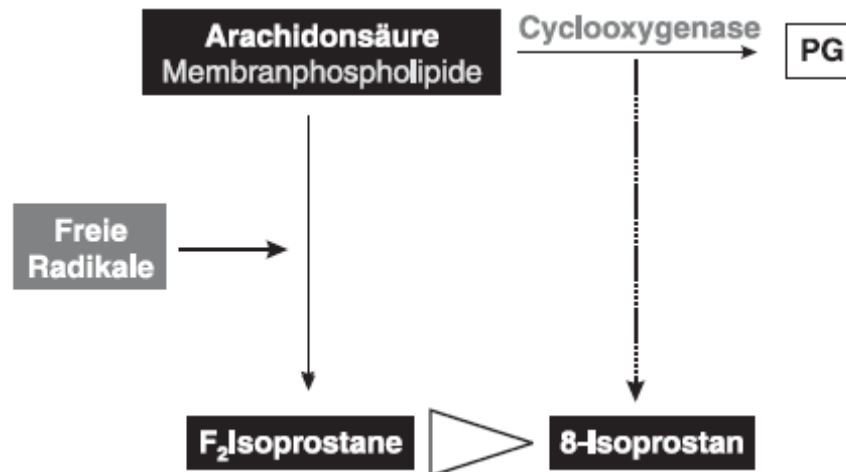 Arachidonsäure
Membranphospholipide
Cyclooxygenase
PG
Freie
Radikale
F₂Isoprostane
8-Isoprostan